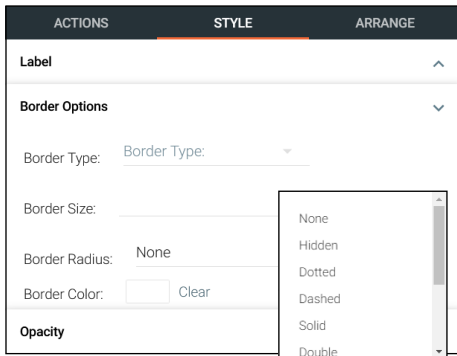 ACTIONS STYLE ARRANGE
Label
Border Options
Border Type: Border Type:
Border Size:
None
Hidden
Border Radius: None
Dotted
Border Color: Clear
Dashed
Solid
Opacity
Double